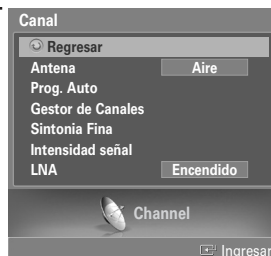 Canal
Regresar
Antena Aire
Prog. Auto
Gestor de Canales
Sintonia Fina
Intensidad señal
LNA Encendido
Channel
Ingresar